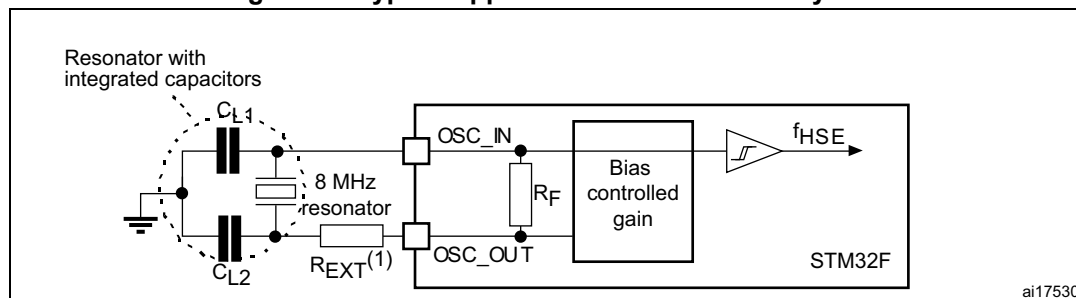 Resonator with
integrated capacitors
CL1
OSC_IN
fHSE
8 MHz
resonator
RF
Bias
controlled
gain
REXT(1)
OSC_OUT
STM32F
CL2
ai17530